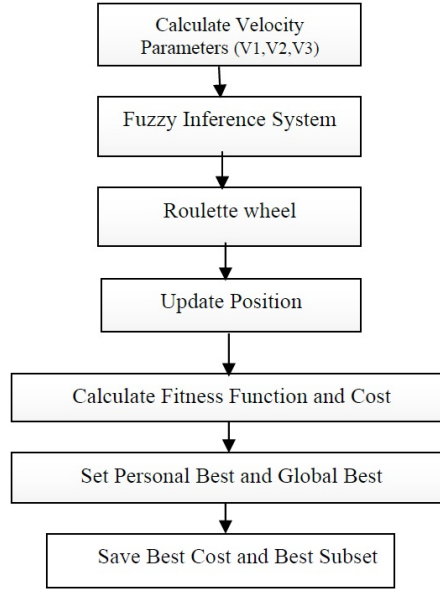 Calculate Velocity
Parameters (V1,V2,V3)
Fuzzy Inference System
Roulette wheel
Update Position
Calculate Fitness Function and Cost
Set Personal Best and Global Best
Save Best Cost and Best Subset